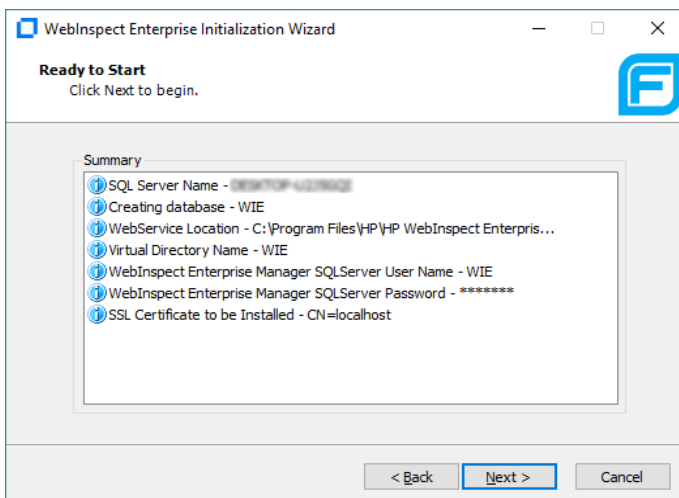 WebInspect Enterprise Initialization Wizard
Ready to Start
Click Next to begin.
F
Summary
SQL Server Name -
Creating database - WIE
WebService Location - C:\Program Files\HP\HP WebInspect Enterpris...
Virtual Directory Name - WIE
WebInspect Enterprise Manager SQLServer User Name - WIE
WebInspect Enterprise Manager SQLServer Password - *******
SSL Certificate to be Installed - CN=localhost
< Back
Next >
Cancel